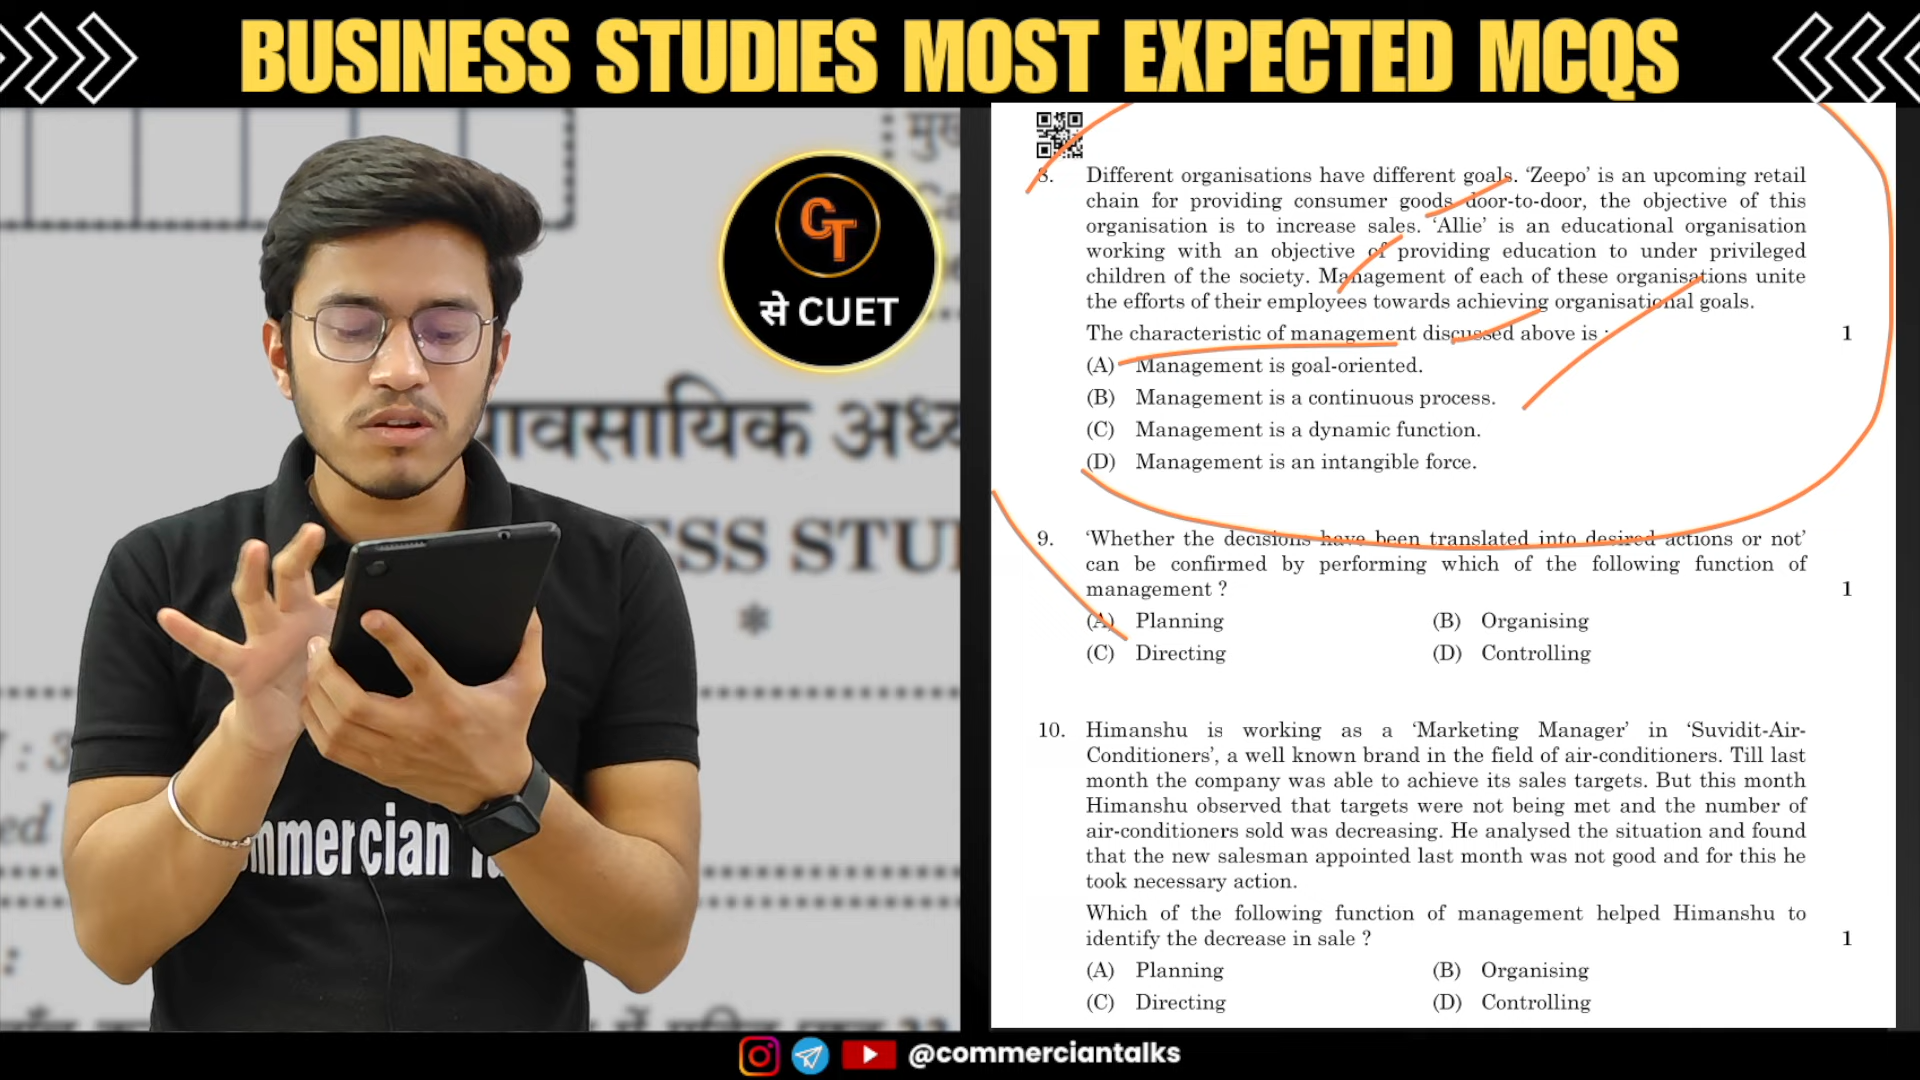 BUSINESS STUDIES MOST EXPECTED MCQS
CT
से CUET
ESS STU
*
mmercian Ta
8. Different organisations have different goals. ‘Zeepo’ is an upcoming retail
chain for providing consumer goods door-to-door, the objective of this
organisation is to increase sales. ‘Allie’ is an educational organisation
working with an objective of providing education to under privileged
children of the society. Management of each of these organisations unite
the efforts of their employees towards achieving organisational goals.
The characteristic of management discussed above is : 1
(A) Management is goal-oriented.
(B) Management is a continuous process.
(C) Management is a dynamic function.
(D) Management is an intangible force.
9. ‘Whether the decisions have been translated into desired actions or not’
can be confirmed by performing which of the following function of
management ? 1
(A) Planning (B) Organising
(C) Directing (D) Controlling
10. Himanshu is working as a ‘Marketing Manager’ in ‘Suvidit-Air-
Conditioners’, a well known brand in the field of air-conditioners. Till last
month the company was able to achieve its sales targets. But this month
Himanshu observed that targets were not being met and the number of
air-conditioners sold was decreasing. He analysed the situation and found
that the new salesman appointed last month was not good and for this he
took necessary action.
Which of the following function of management helped Himanshu to
identify the decrease in sale ? 1
(A) Planning (B) Organising
(C) Directing (D) Controlling
@commerciantalks